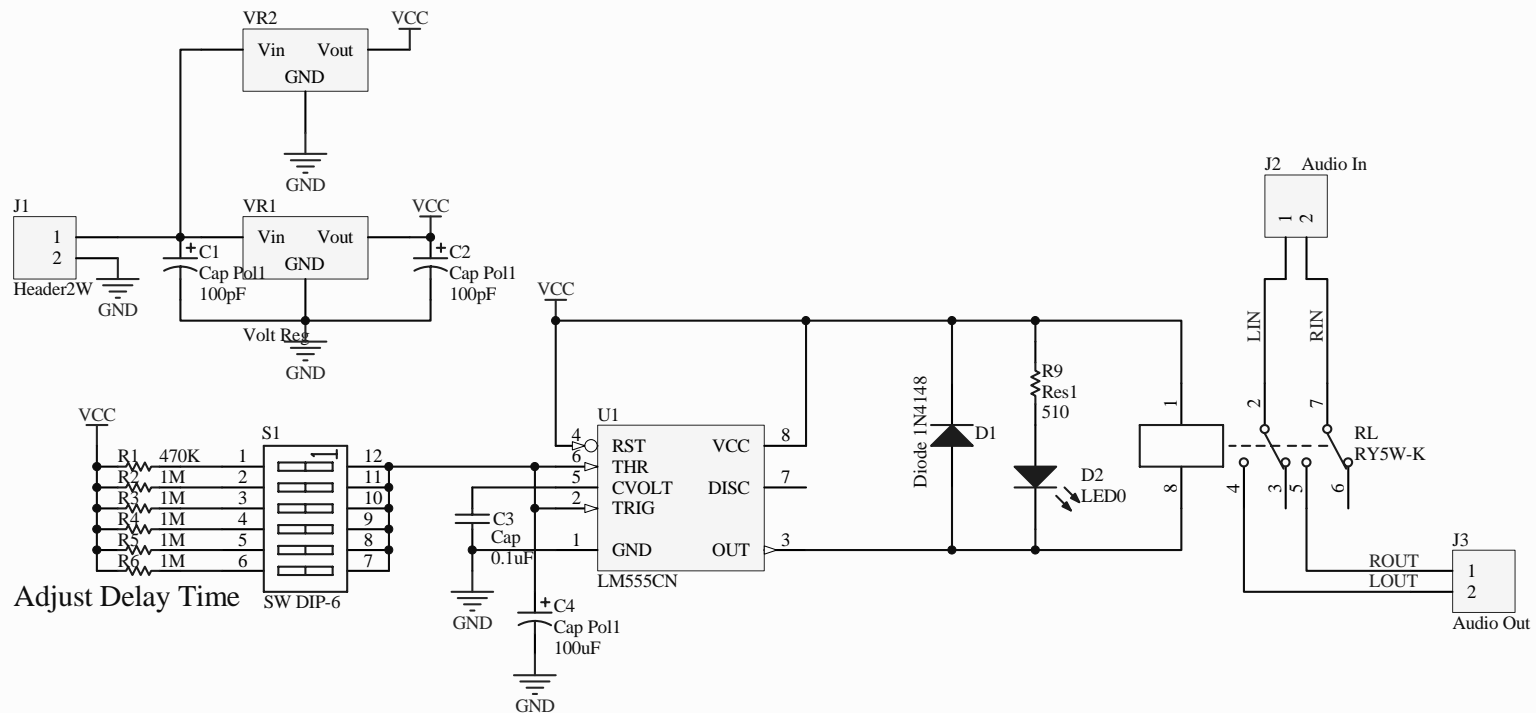 VR2
VCC
Vin
Vout
GND
GND
J1
1
2
Header2W
GND
VR1
VCC
Vin
Vout
GND
+
C1
Cap Pol1
100pF
+
C2
Cap Pol1
100pF
Volt Reg
GND
VCC
R1 470K 1
R2 1M 2
R3 1M 3
R4 1M 4
R5 1M 5
R6 1M 6
S1
1
12
11
10
9
8
7
SW DIP-6
Adjust Delay Time
VCC
U1
4 RST
6 THR
5 CVOLT
2 TRIG
1 GND
VCC 8
DISC 7
OUT 3
LM555CN
C3
Cap
0.1uF
GND
+
C4
Cap Pol1
100uF
GND
Diode 1N4148
D1
R9
Res1
510
D2
LED0
1
8
J2 Audio In
1
2
LIN
RIN
2
7
RL
RY5W-K
4
3
5
6
ROUT
LOUT
J3
1
2
Audio Out